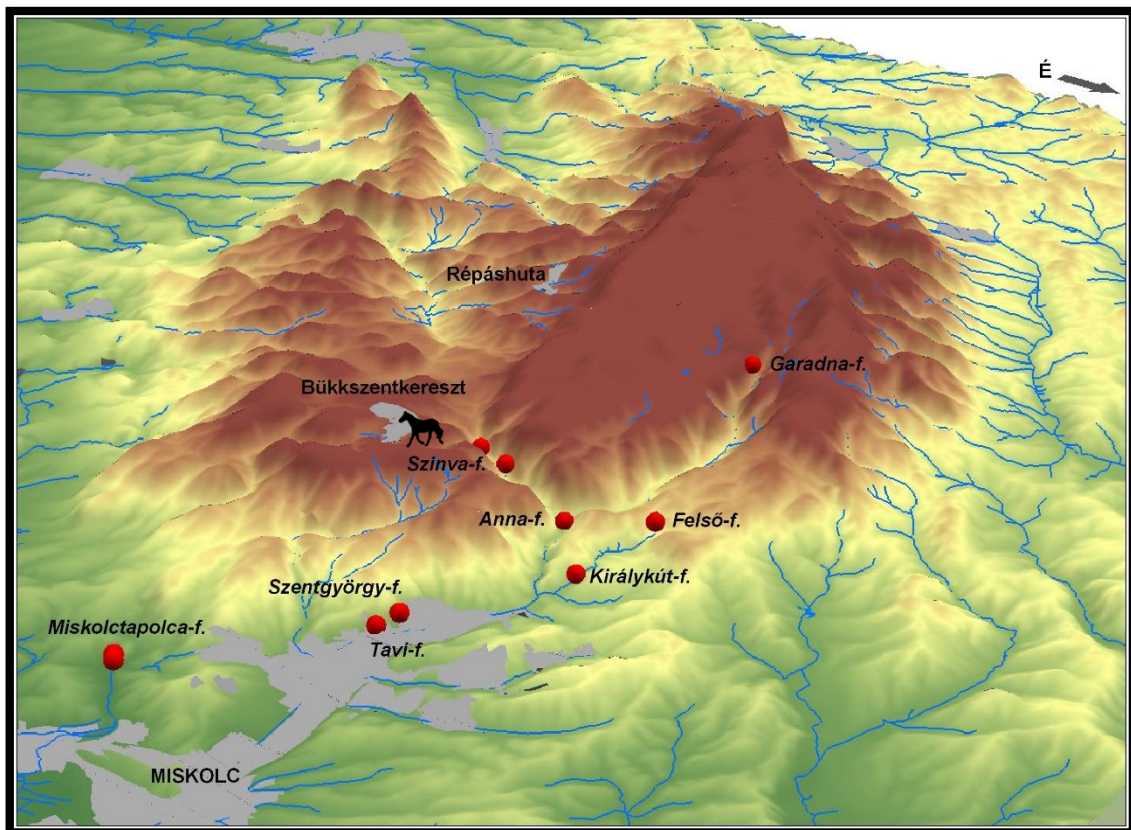 É
Répáshuta
Garadna-f.
Bükkszentkereszt
Szinva-f.
Anna-f.
Felső-f.
Királykút-f.
Szentgyörgy-f.
Miskolctapolca-f.
Tavi-f.
MISKOLC